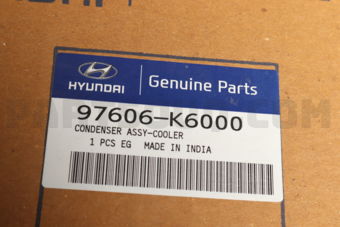 HYUNDAI
Genuine Parts
97606-K6000
CONDENSER ASSY-COOLER
1 PCS EG MADE IN INDIA